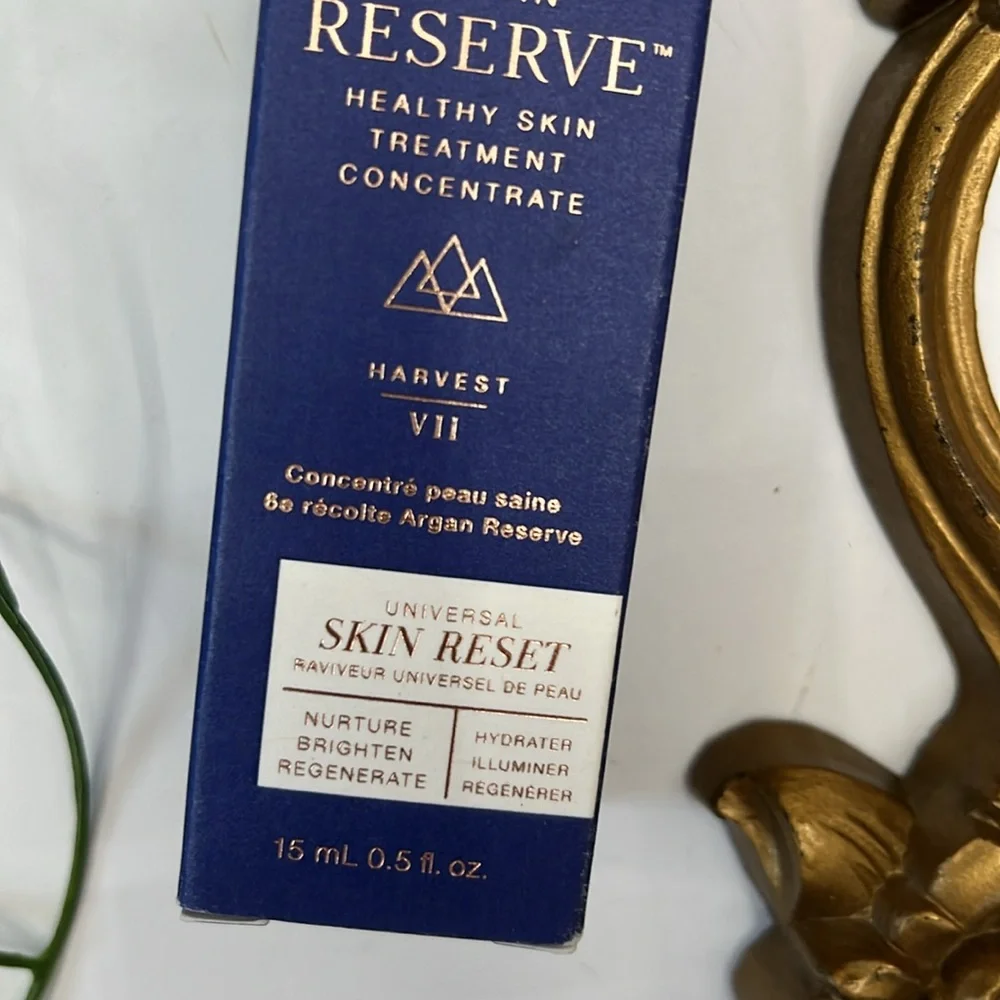 RESERVE™
HEALTHY SKIN
TREATMENT
CONCENTRATE
HARVEST
VII
Concentré peau saine
6e récolte Argan Reserve
UNIVERSAL
SKIN RESET
RAVIVEUR UNIVERSEL DE PEAU
NURTURE
BRIGHTEN
REGENERATE
HYDRATER
ILLUMINER
RÉGÉNÉRER
15 mL 0.5 fl. oz.